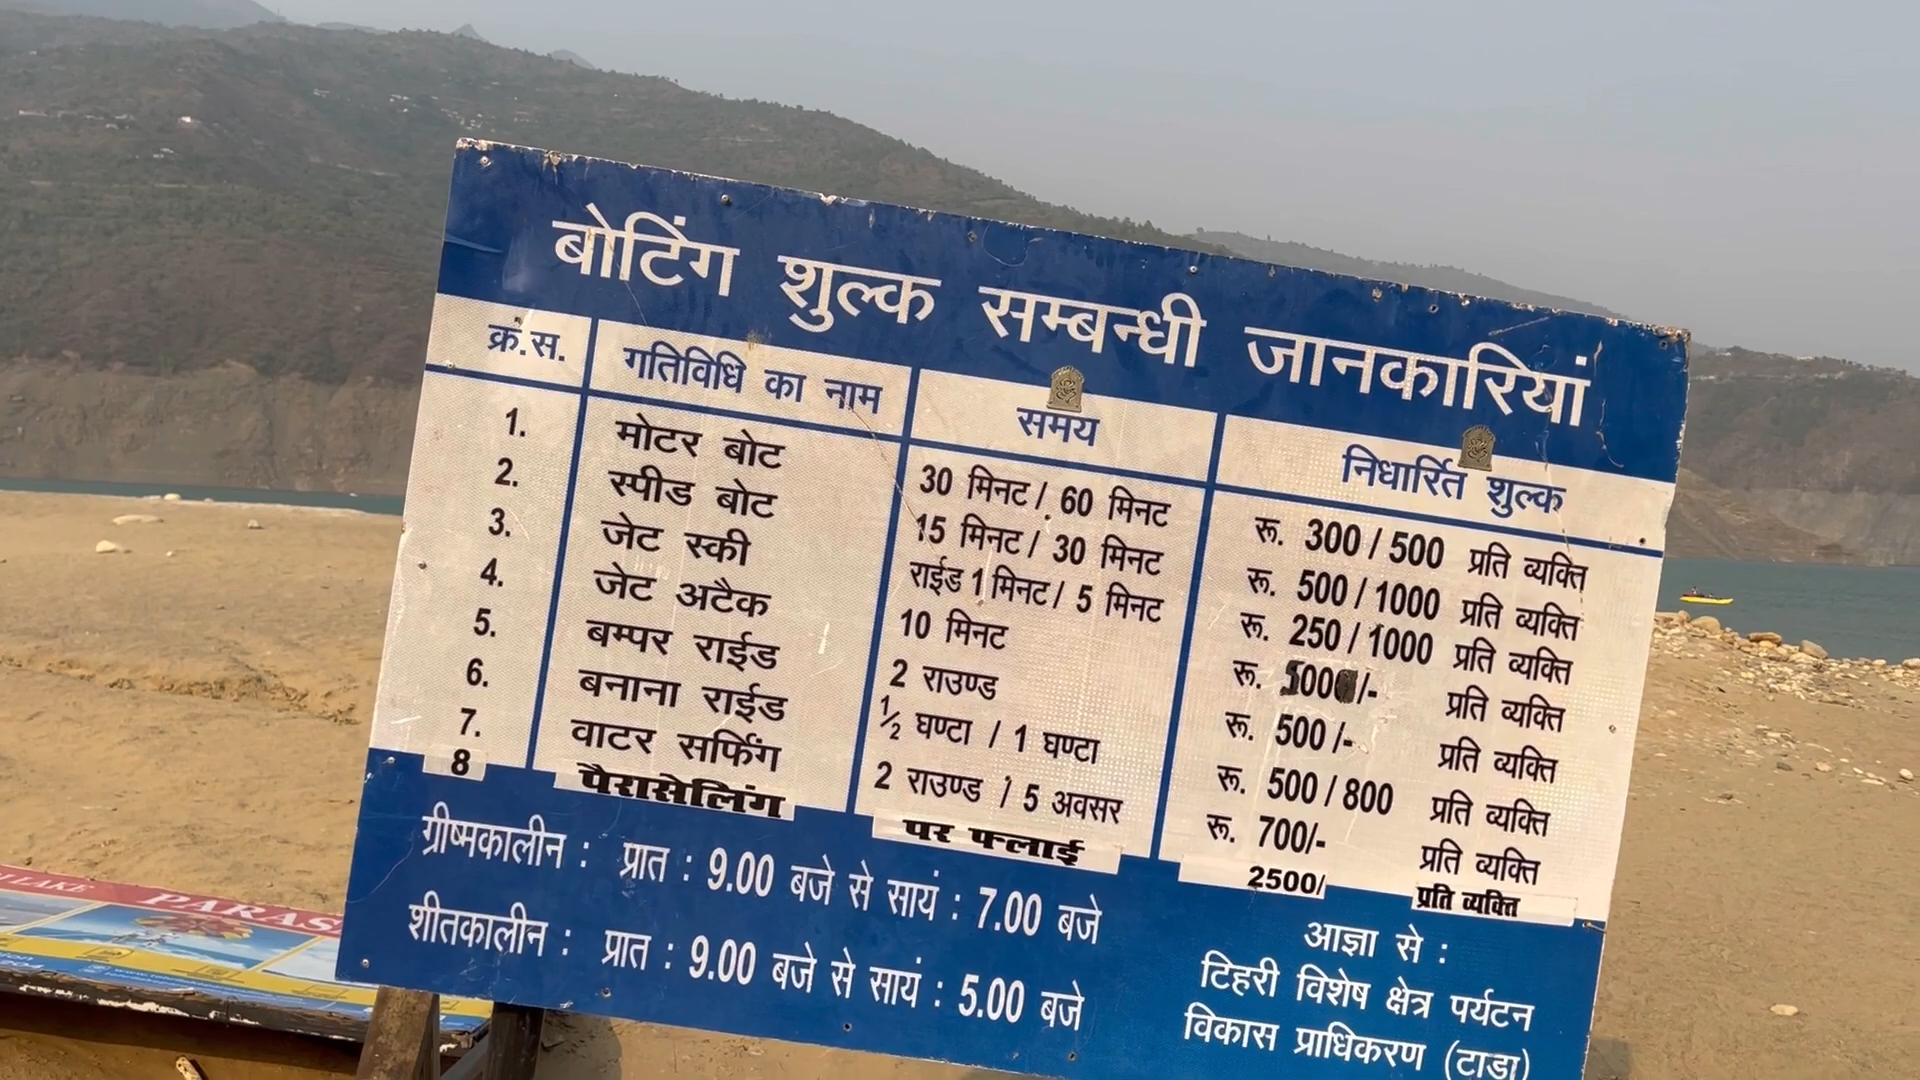 बोटिंग शुल्क सम्बन्धी जानकारियां
क्रं.स. गतिविधि का नाम समय निर्धारित शुल्क
1. मोटर बोट 30 मिनट / 60 मिनट रू. 300 / 500 प्रति व्यक्ति
2. स्पीड बोट 15 मिनट / 30 मिनट रू. 500 / 1000 प्रति व्यक्ति
3. जेट स्की राईड 1 मिनट / 5 मिनट रू. 250 / 1000 प्रति व्यक्ति
4. जेट अटैक 10 मिनट रू. /- प्रति व्यक्ति
5. बम्पर राईड 2 राउण्ड रू. 500 /- प्रति व्यक्ति
6. बनाना राईड 1/2 घण्टा / 1 घण्टा रू. 500 / 800 प्रति व्यक्ति
7. वाटर सर्फिंग 2 राउण्ड / 5 अवसर रू. 700/- प्रति व्यक्ति
8 पैरासेलिंग पर फ्लाई 2500/ प्रति व्यक्ति
ग्रीष्मकालीन : प्रात : 9.00 बजे से सायं : 7.00 बजे
शीतकालीन : प्रात : 9.00 बजे से सायं : 5.00 बजे
आज्ञा से :
टिहरी विशेष क्षेत्र पर्यटन
विकास प्राधिकरण (टाडा)
LAKE PARAS